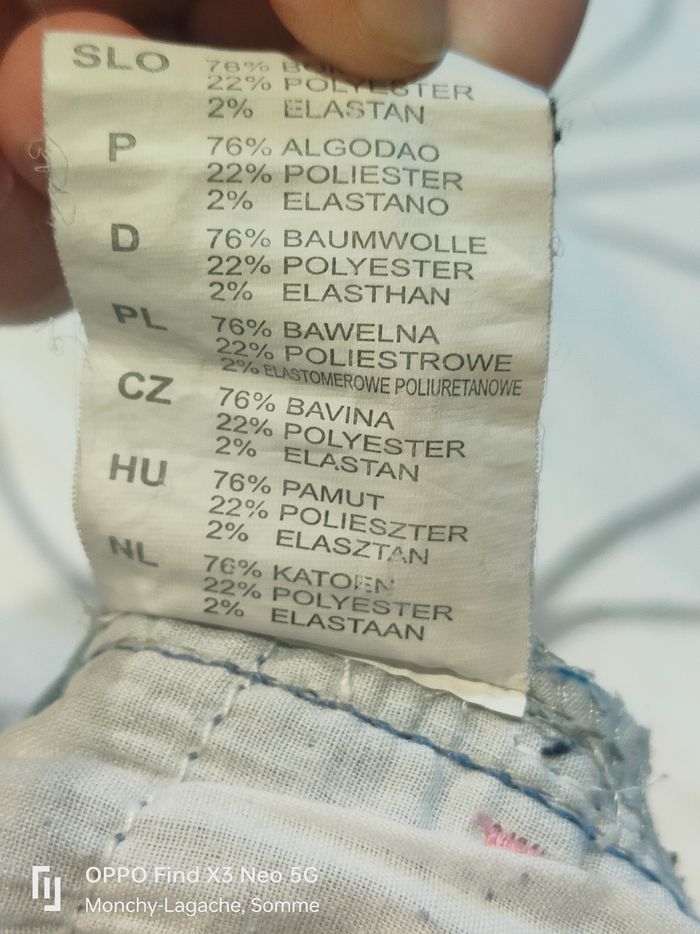 SLO 76%
22% POLYESTER
2% ELASTAN
P 76% ALGODAO
22% POLIESTER
2% ELASTANO
D 76% BAUMWOLLE
22% POLYESTER
2% ELASTHAN
PL 76% BAWELNA
22% POLIESTROWE
2% ELASTOMEROWE POLIURETANOWE
CZ 76% BAVINA
22% POLYESTER
2% ELASTAN
HU 76% PAMUT
22% POLIESZTER
2% ELASZTAN
NL 76% KATOEN
22% POLYESTER
2% ELASTAAN
OPPO Find X3 Neo 5G
Monchy-Lagache, Somme